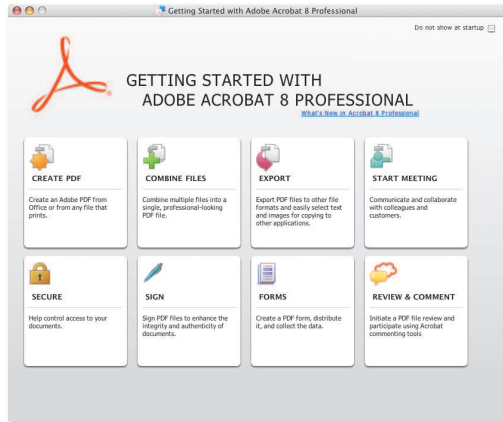 Getting Started with Adobe Acrobat 8 Professional
Do not show at startup
GETTING STARTED WITH
ADOBE ACROBAT 8 PROFESSIONAL
What's New in Acrobat 8 Professional
CREATE PDF
Create an Adobe PDF from
Office or from any file that
prints.
COMBINE FILES
Combine multiple files into a
single, professional-looking
PDF file.
EXPORT
Export PDF files to other file
formats and easily select text
and images for copying to
other applications.
START MEETING
Communicate and collaborate
with colleagues and
customers.
SECURE
Help control access to your
documents.
SIGN
Sign PDF files to enhance the
integrity and authenticity of
documents.
FORMS
Create a PDF form, distribute
it, and collect the data.
REVIEW & COMMENT
Initiate a PDF file review and
participate using Acrobat
commenting tools